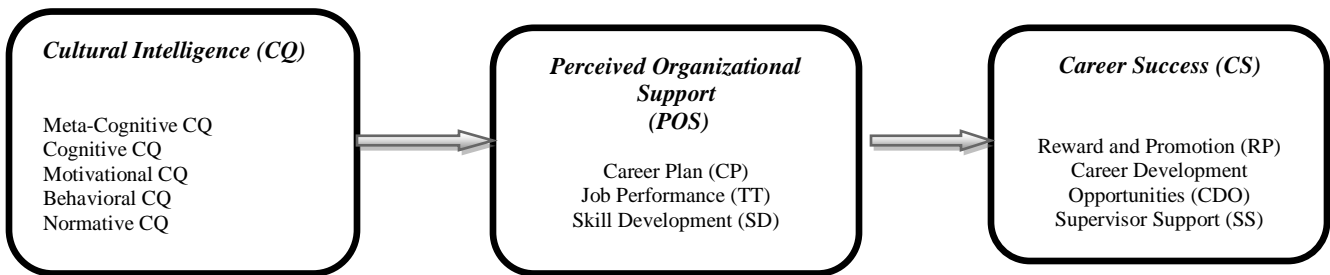 Cultural Intelligence (CQ)
Meta-Cognitive CQ
Cognitive CQ
Motivational CQ
Behavioral CQ
Normative CQ
Perceived Organizational
Support
(POS)
Career Plan (CP)
Job Performance (TT)
Skill Development (SD)
Career Success (CS)
Reward and Promotion (RP)
Career Development
Opportunities (CDO)
Supervisor Support (SS)